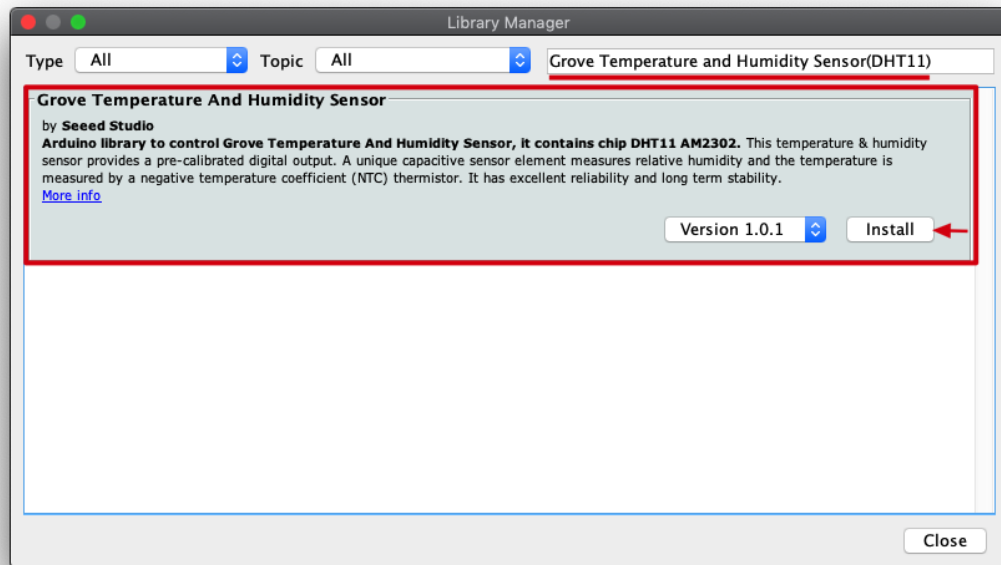 Library Manager
Type All Topic All Grove Temperature and Humidity Sensor(DHT11)
Grove Temperature And Humidity Sensor
by Seeed Studio
Arduino library to control Grove Temperature And Humidity Sensor, it contains chip DHT11 AM2302. This temperature & humidity
sensor provides a pre-calibrated digital output. A unique capacitive sensor element measures relative humidity and the temperature is
measured by a negative temperature coefficient (NTC) thermistor. It has excellent reliability and long term stability.
More info
Version 1.0.1 Install
Close